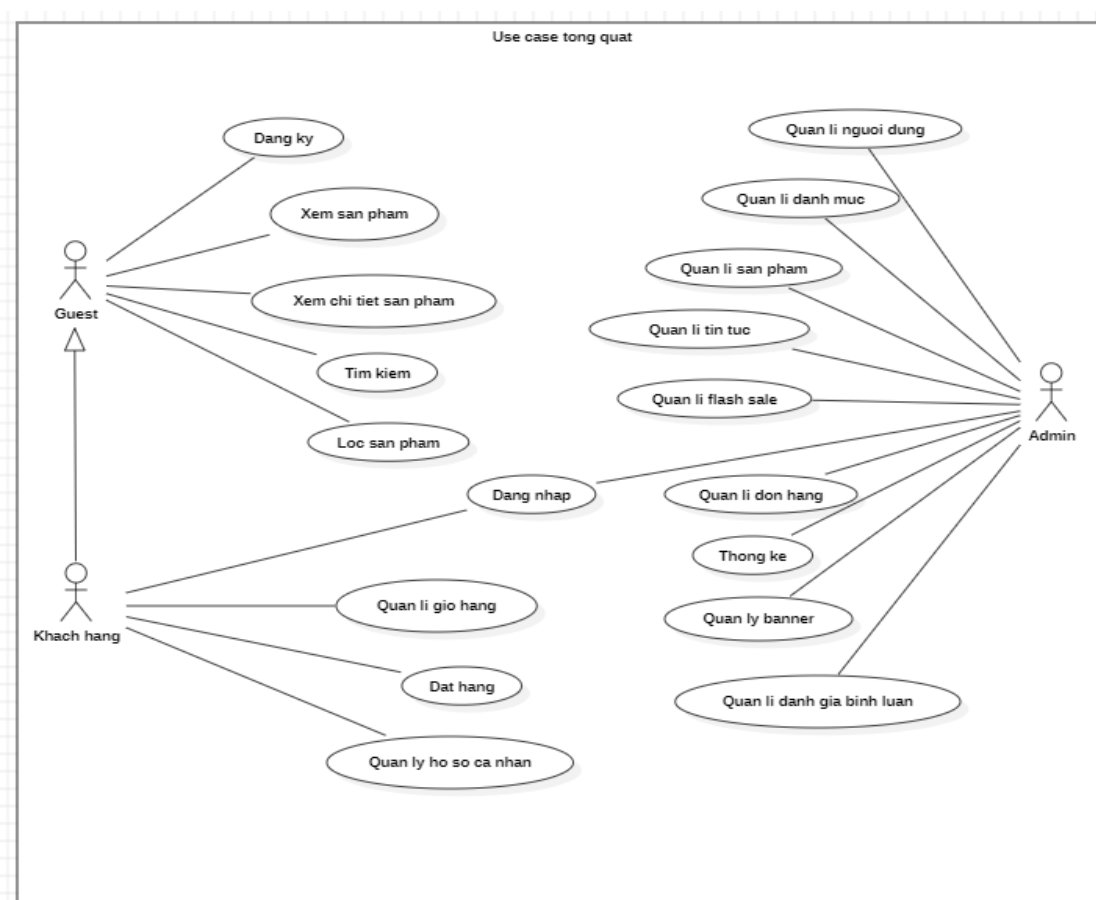 Use case tong quat
Dang ky
Xem san pham
Xem chi tiet san pham
Tim kiem
Loc san pham
Guest
Khach hang
Dang nhap
Quan li gio hang
Dat hang
Quan ly ho so ca nhan
Quan li nguoi dung
Quan li danh muc
Quan li san pham
Quan li tin tuc
Quan li flash sale
Quan li don hang
Thong ke
Quan ly banner
Quan li danh gia binh luan
Admin